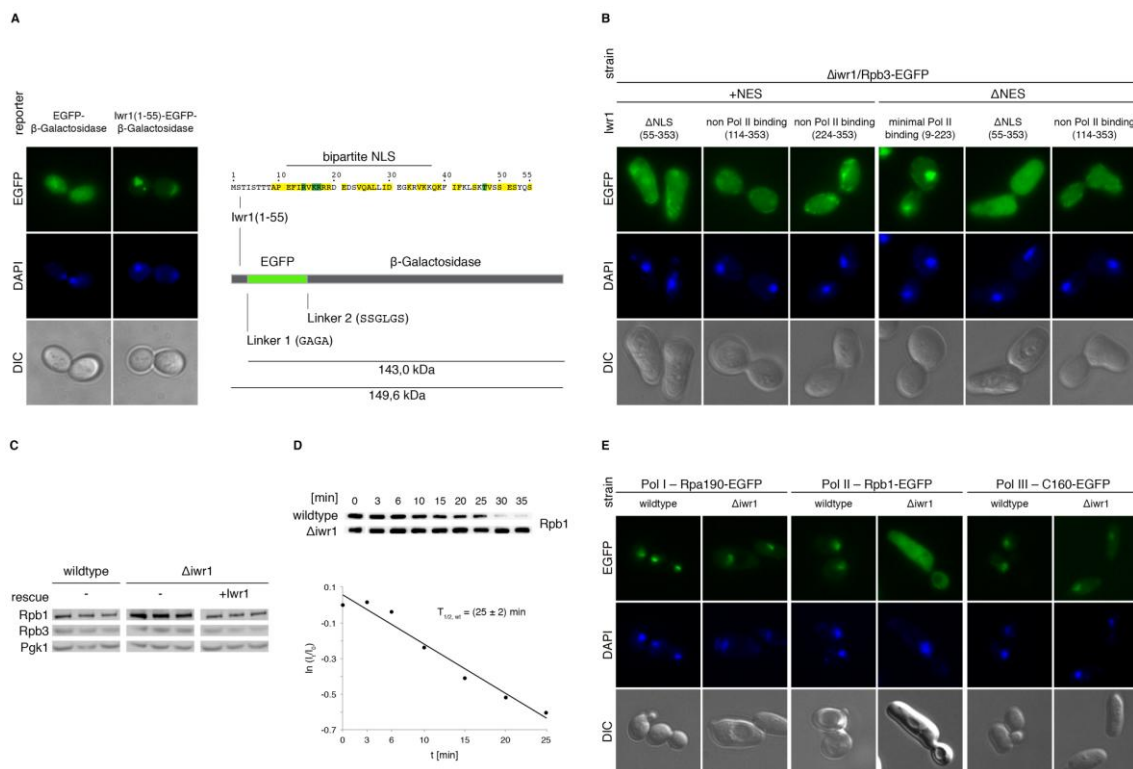 A
reporter
EGFP-
β-Galactosidase
Iwr1(1-55)-EGFP-
β-Galactosidase
EGFP
DAPI
DIC
bipartite NLS
1 5 10 15 20 25 30 35 40 45 50 55
MSTISTTTAP EFIRVKRRRD EDSVQALLID EGKRVKKQKF IFKLSKTVSS ESYQS
Iwr1(1-55)
EGFP
β-Galactosidase
Linker 2 (SSGLGS)
Linker 1 (GAGA)
143,0 kDa
149,6 kDa
B
strain
Δiwr1/Rpb3-EGFP
+NES
ΔNES
Iwr1
ΔNLS
(55-353)
non Pol II binding
(114-353)
non Pol II binding
(224-353)
minimal Pol II
binding (9-223)
ΔNLS
(55-353)
non Pol II binding
(114-353)
EGFP
DAPI
DIC
C
wildtype
Δiwr1
rescue - - +Iwr1
Rpb1
Rpb3
Pgk1
D
[min] 0 3 6 10 15 20 25 30 35
wildtype
Δiwr1
Rpb1
0.1
-0.1
-0.3
-0.5
-0.7
ln (Iₜ/I₀)
T1/2, wt = (25 ± 2) min
0 3 6 10 15 20 25
t [min]
E
strain
Pol I – Rpa190-EGFP
Pol II – Rpb1-EGFP
Pol III – C160-EGFP
wildtype Δiwr1 wildtype Δiwr1 wildtype Δiwr1
EGFP
DAPI
DIC